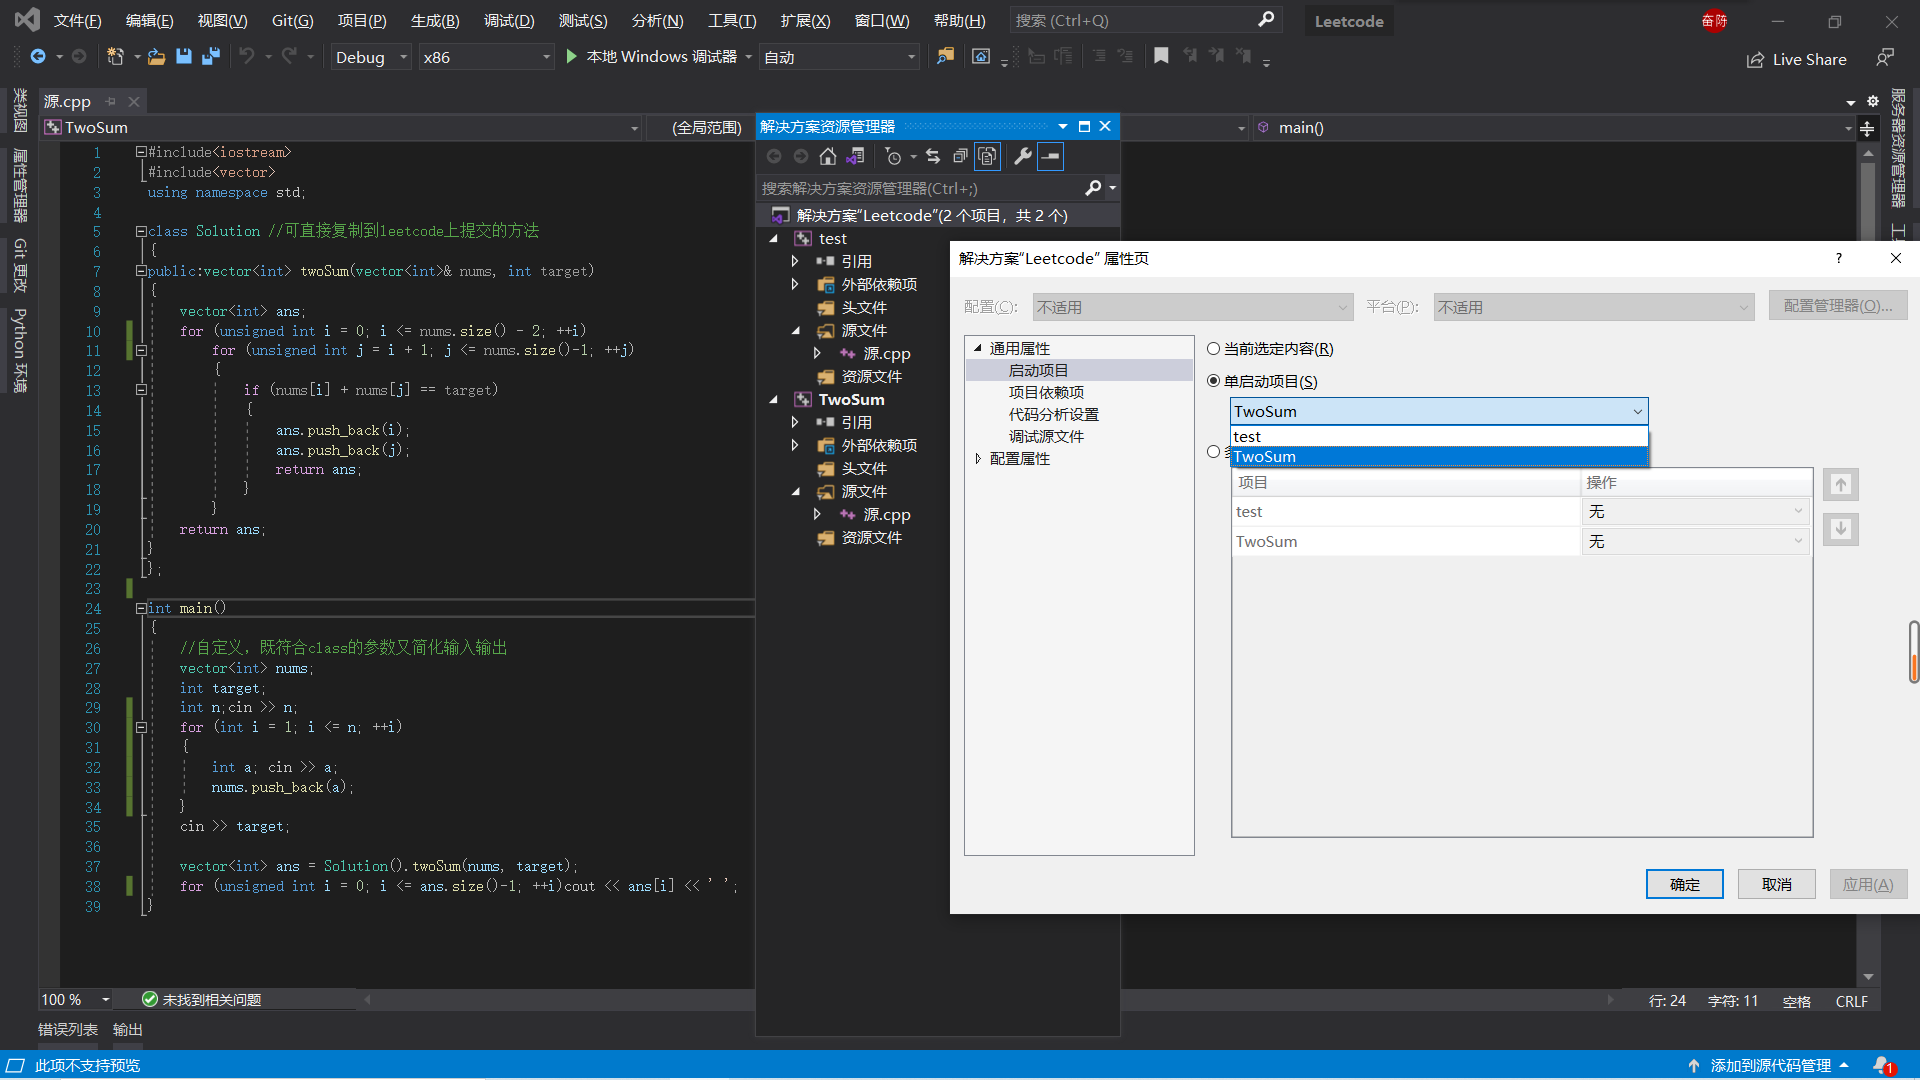 文件(F) 编辑(E) 视图(V) Git(G) 项目(P) 生成(B) 调试(D) 测试(S) 分析(N) 工具(T) 扩展(X) 窗口(W) 帮助(H) 搜索 (Ctrl+Q) Leetcode 奋防
Debug x86 本地 Windows 调试器 自动 Live Share
类视图
属性管理器
Git 更改
Python 环境
源.cpp
TwoSum (全局范围) main()
1 #include<iostream>
2 #include<vector>
3 using namespace std;
4
5 class Solution //可直接复制到leetcode上提交的方法
6 {
7 public:vector<int> twoSum(vector<int>& nums, int target)
8 {
9 vector<int> ans;
10 for (unsigned int i = 0; i <= nums.size() - 2; ++i)
11 for (unsigned int j = i + 1; j <= nums.size()-1; ++j)
12 {
13 if (nums[i] + nums[j] == target)
14 {
15 ans.push_back(i);
16 ans.push_back(j);
17 return ans;
18 }
19 }
20 return ans;
21 }
22 };
23
24 int main()
25 {
26 //自定义，既符合class的参数又简化输入输出
27 vector<int> nums;
28 int target;
29 int n;cin >> n;
30 for (int i = 1; i <= n; ++i)
31 {
32 int a; cin >> a;
33 nums.push_back(a);
34 }
35 cin >> target;
36
37 vector<int> ans = Solution().twoSum(nums, target);
38 for (unsigned int i = 0; i <= ans.size()-1; ++i)cout << ans[i] << ' ';
39 }
解决方案资源管理器
搜索解决方案资源管理器(Ctrl+;)
解决方案"Leetcode"(2 个项目，共 2 个)
test
引用
外部依赖项
头文件
源文件
源.cpp
资源文件
TwoSum
引用
外部依赖项
头文件
源文件
源.cpp
资源文件
解决方案"Leetcode" 属性页 ?
配置(C): 不适用 平台(P): 不适用 配置管理器(O)...
通用属性
启动项目
项目依赖项
代码分析设置
调试源文件
配置属性
当前选定内容(R)
单启动项目(S)
TwoSum
test
TwoSum
项目 操作
test 无
TwoSum 无
确定 取消 应用(A)
服务器资源管理器
100 % 未找到相关问题 行: 24 字符: 11 空格 CRLF
错误列表 输出
此项不支持预览 添加到源代码管理 1